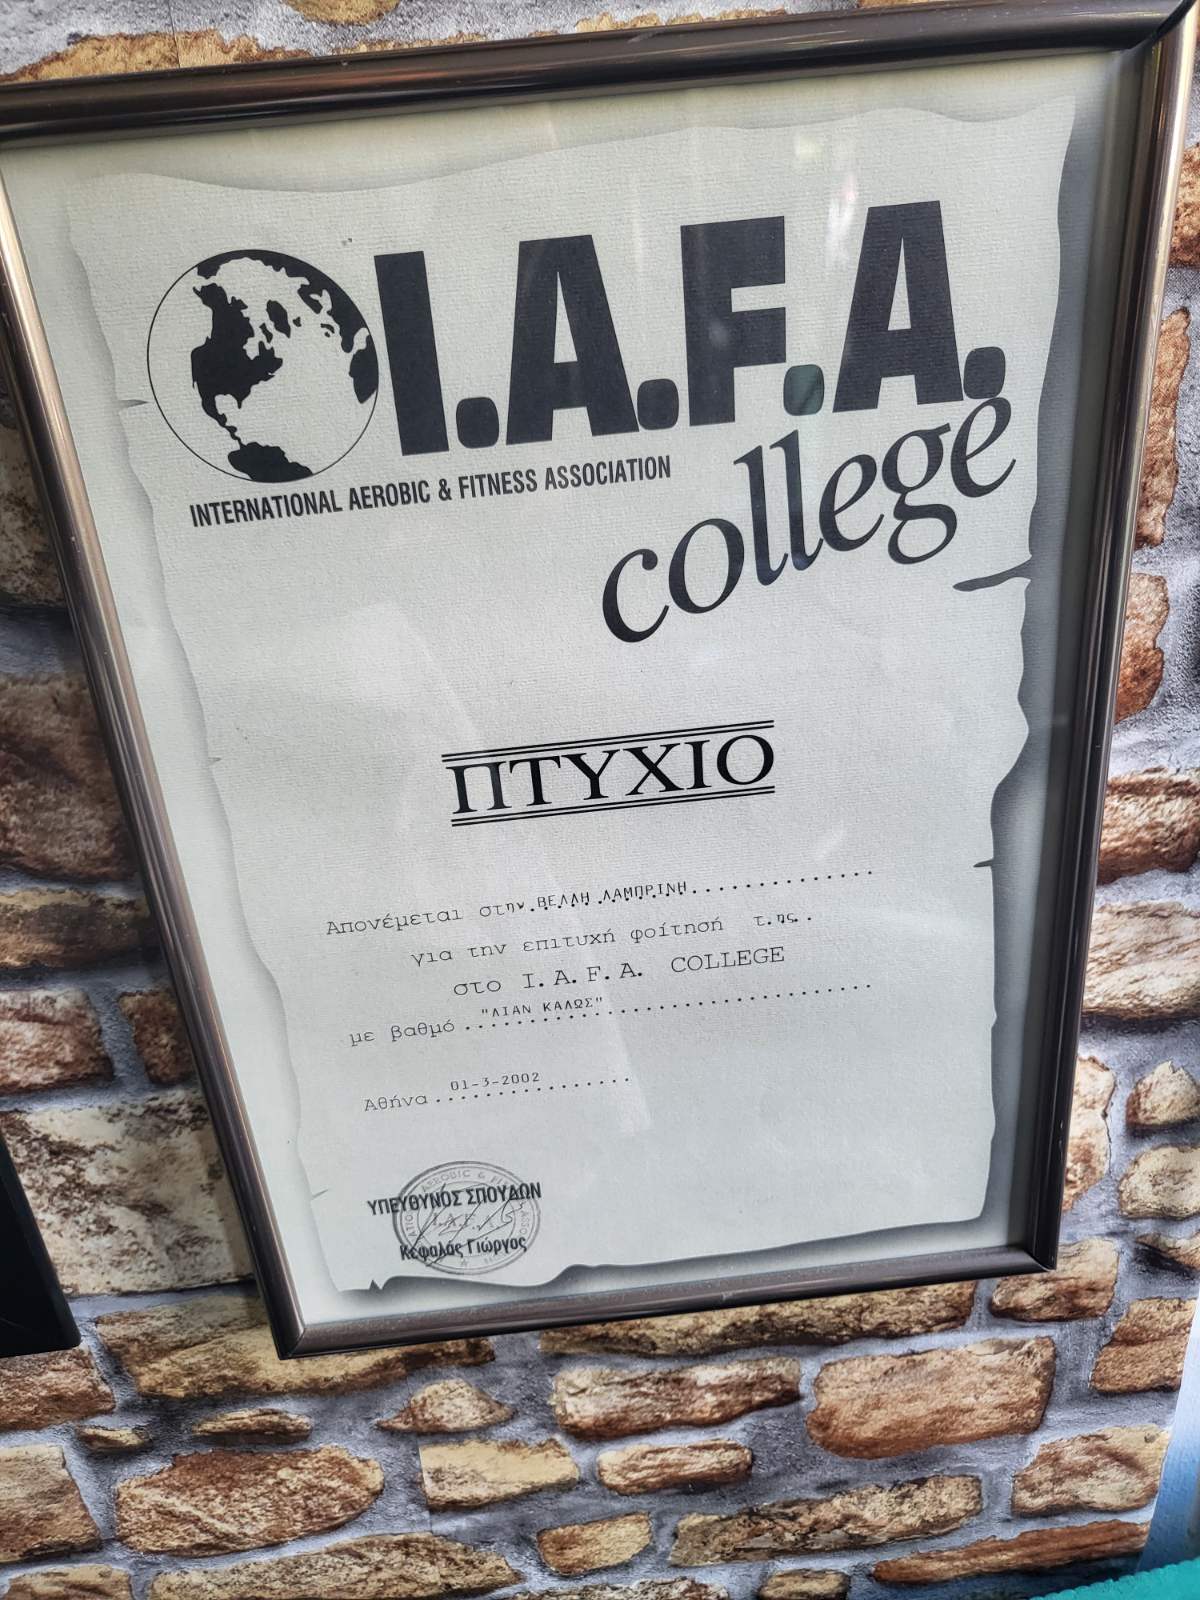 I.A.F.A.
INTERNATIONAL AEROBIC & FITNESS ASSOCIATION
college
ΠΤΥΧΙΟ
Απονέμεται στην ΒΕΛΛΗ ΛΑΜΠΡΙΝΗ..............
για την επιτυχή φοίτησή της..
στο I.A.F.A. COLLEGE
με βαθμό "ΛΙΑΝ ΚΑΛΩΣ"....................
Αθήνα 01-3-2002.......
ΥΠΕΥΘΥΝΟΣ ΣΠΟΥΔΩΝ
Κεφαλάς Γιώργος